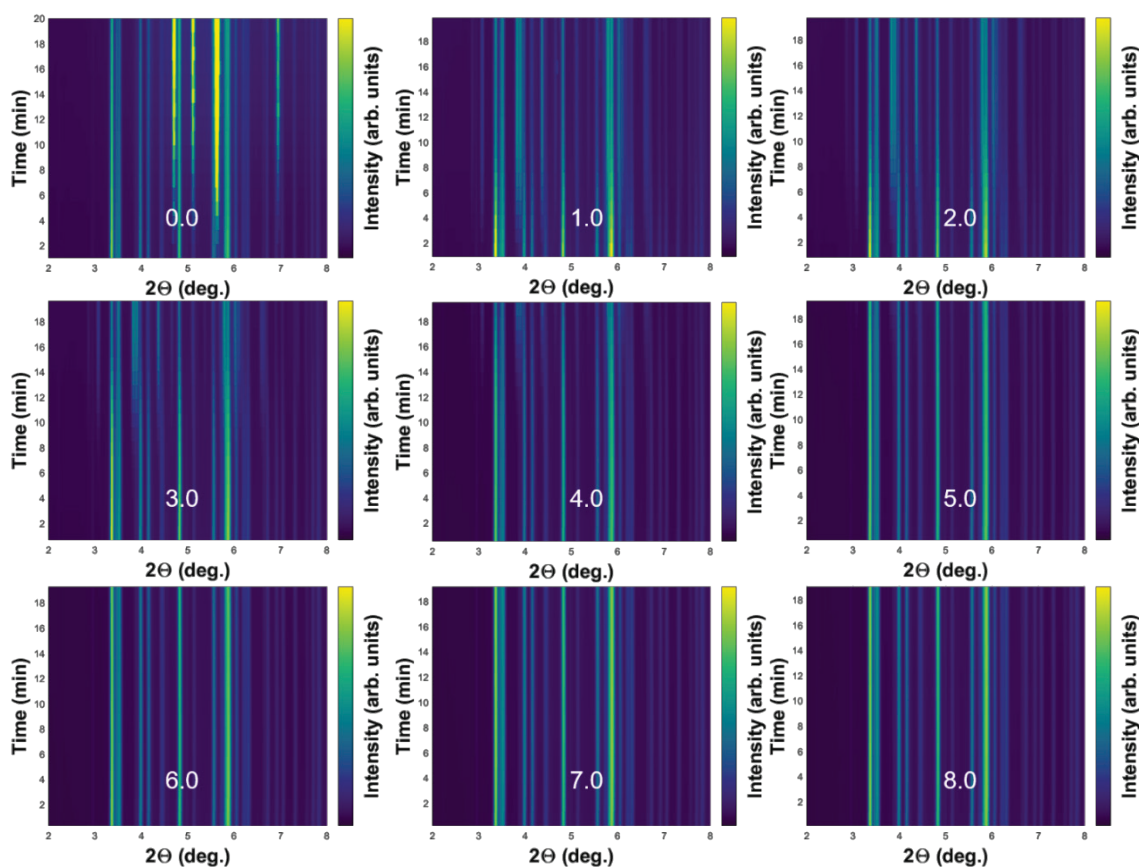 20
18
16
14
12
10
8
6
4
2
Time (min)
0.0
2 3 4 5 6 7 8
2Θ (deg.)
Intensity (arb. units)
18
16
14
12
10
8
6
4
2
Time (min)
1.0
2 3 4 5 6 7 8
2Θ (deg.)
Intensity (arb. units)
18
16
14
12
10
8
6
4
2
Time (min)
2.0
2 3 4 5 6 7 8
2Θ (deg.)
Intensity (arb. units)
18
16
14
12
10
8
6
4
2
Time (min)
3.0
2 3 4 5 6 7 8
2Θ (deg.)
Intensity (arb. units)
18
16
14
12
10
8
6
4
2
Time (min)
4.0
2 3 4 5 6 7 8
2Θ (deg.)
Intensity (arb. units)
18
16
14
12
10
8
6
4
2
Time (min)
5.0
2 3 4 5 6 7 8
2Θ (deg.)
Intensity (arb. units)
18
16
14
12
10
8
6
4
2
Time (min)
6.0
2 3 4 5 6 7 8
2Θ (deg.)
Intensity (arb. units)
18
16
14
12
10
8
6
4
2
Time (min)
7.0
2 3 4 5 6 7 8
2Θ (deg.)
Intensity (arb. units)
18
16
14
12
10
8
6
4
2
Time (min)
8.0
2 3 4 5 6 7 8
2Θ (deg.)
Intensity (arb. units)